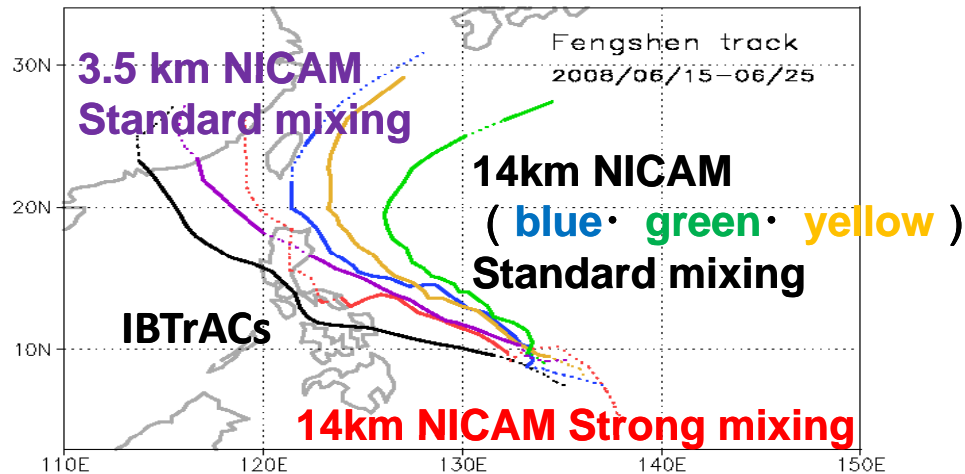 Fengshen track
2008/06/15-06/25
3.5 km NICAM
Standard mixing
14km NICAM
( blue・ green・ yellow )
Standard mixing
IBTrACs
14km NICAM Strong mixing
30N
20N
10N
110E 120E 130E 140E 150E